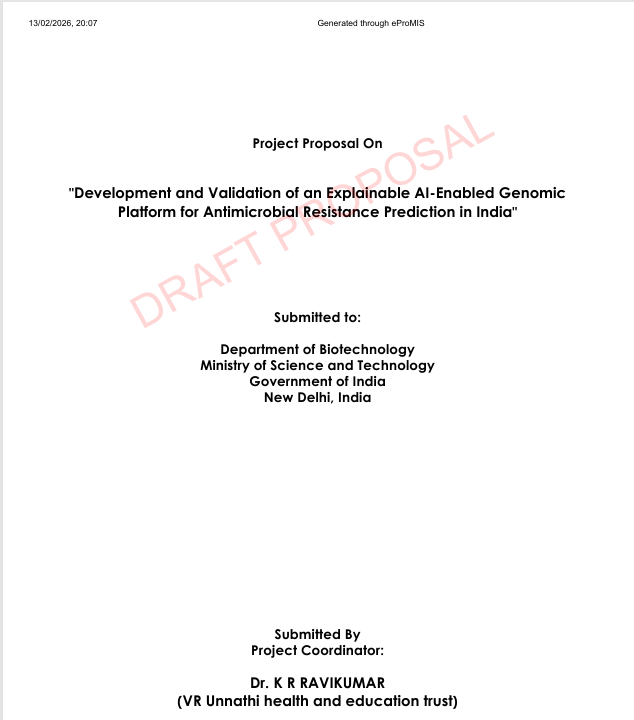 13/02/2026, 20:07 Generated through eProMIS
Project Proposal On
"Development and Validation of an Explainable AI-Enabled Genomic
Platform for Antimicrobial Resistance Prediction in India"
DRAFT PROPOSAL
Submitted to:
Department of Biotechnology
Ministry of Science and Technology
Government of India
New Delhi, India
Submitted By
Project Coordinator:
Dr. K R RAVIKUMAR
(VR Unnathi health and education trust)